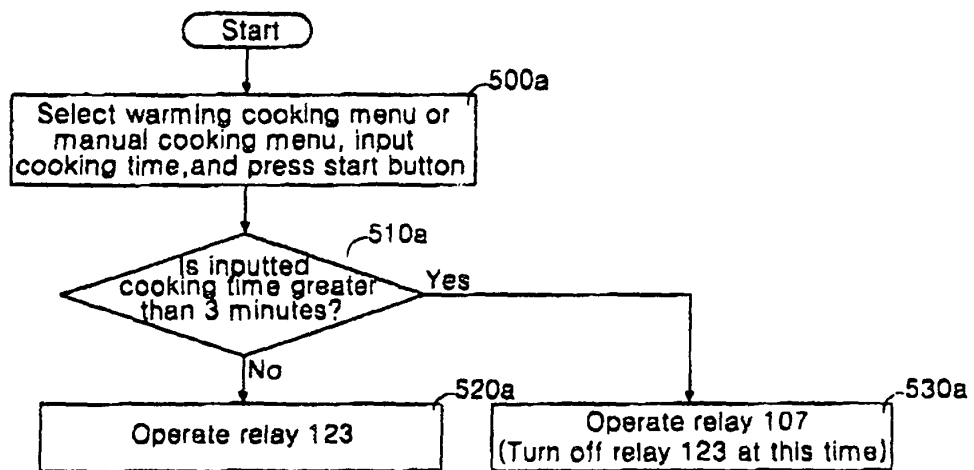 Start
500a
Select warming cooking menu or
manual cooking menu, input
cooking time,and press start button
510a
Is inputted
cooking time greater
than 3 minutes?
Yes
No
520a
Operate relay 123
530a
Operate relay 107
(Turn off relay 123 at this time)